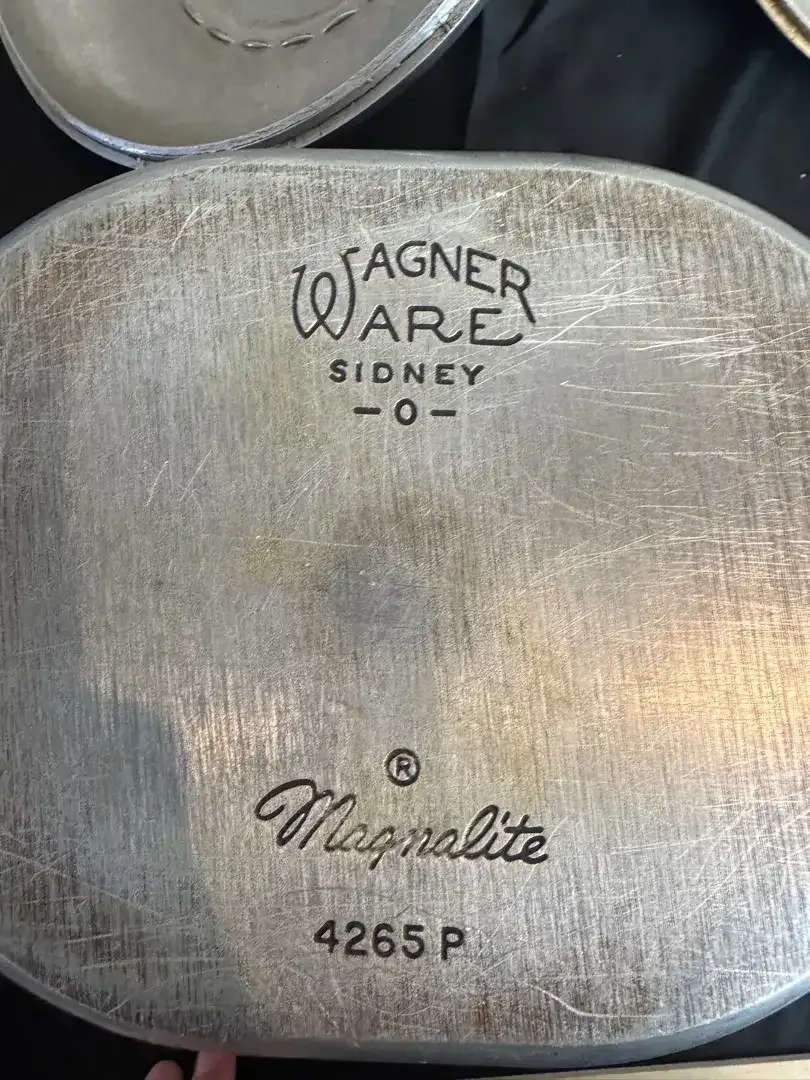 WAGNER
WARE
SIDNEY
-O-
®
Magnalite
4265 P